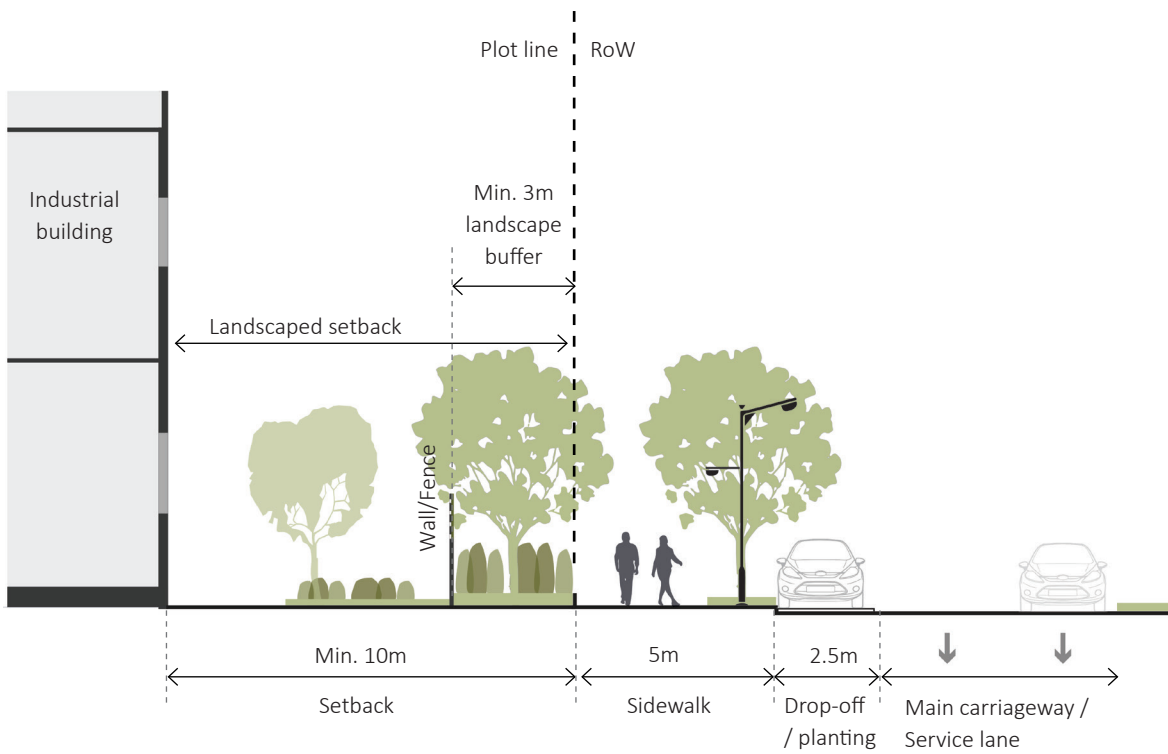 Plot line
RoW
Industrial
building
Min. 3m
landscape
buffer
Landscaped setback
Wall/Fence
Min. 10m
5m
2.5m
Setback
Sidewalk
Drop-off
/ planting
Main carriageway /
Service lane